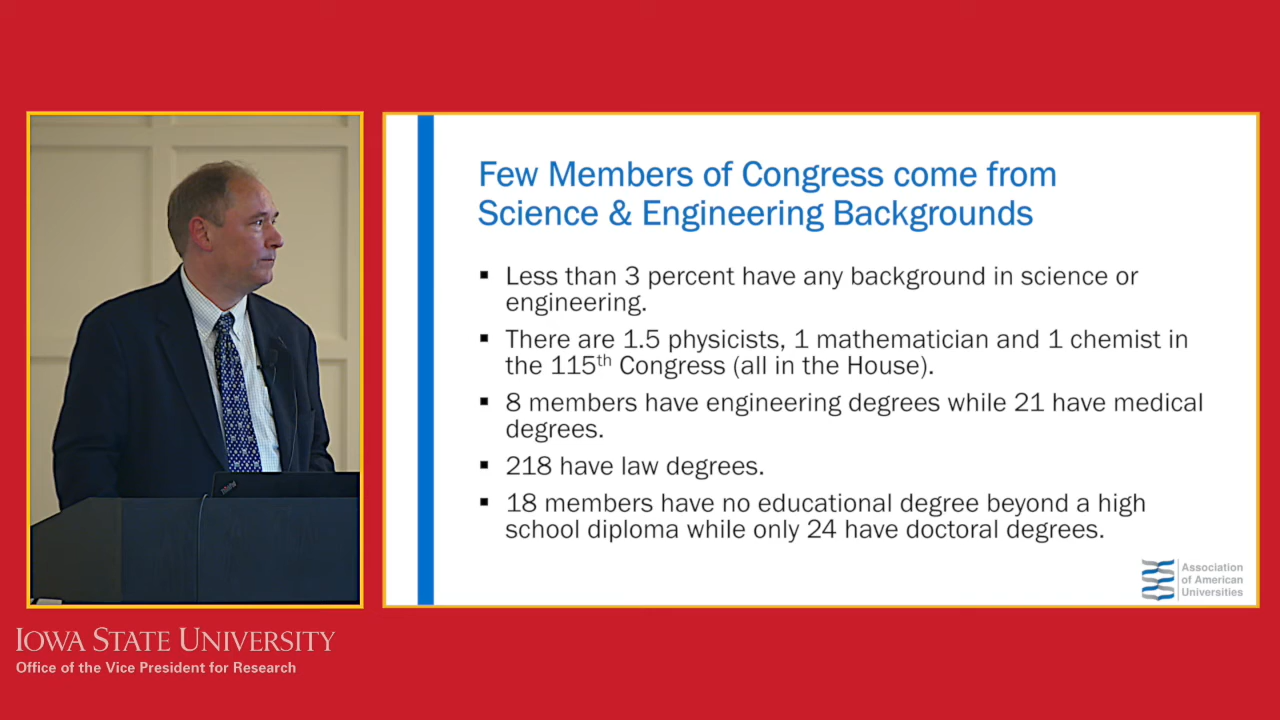 Few Members of Congress come from
Science & Engineering Backgrounds
▪ Less than 3 percent have any background in science or
engineering.
▪ There are 1.5 physicists, 1 mathematician and 1 chemist in
the 115th Congress (all in the House).
▪ 8 members have engineering degrees while 21 have medical
degrees.
▪ 218 have law degrees.
▪ 18 members have no educational degree beyond a high
school diploma while only 24 have doctoral degrees.
Association
of American
Universities
ThinkPad
IOWA STATE UNIVERSITY
Office of the Vice President for Research